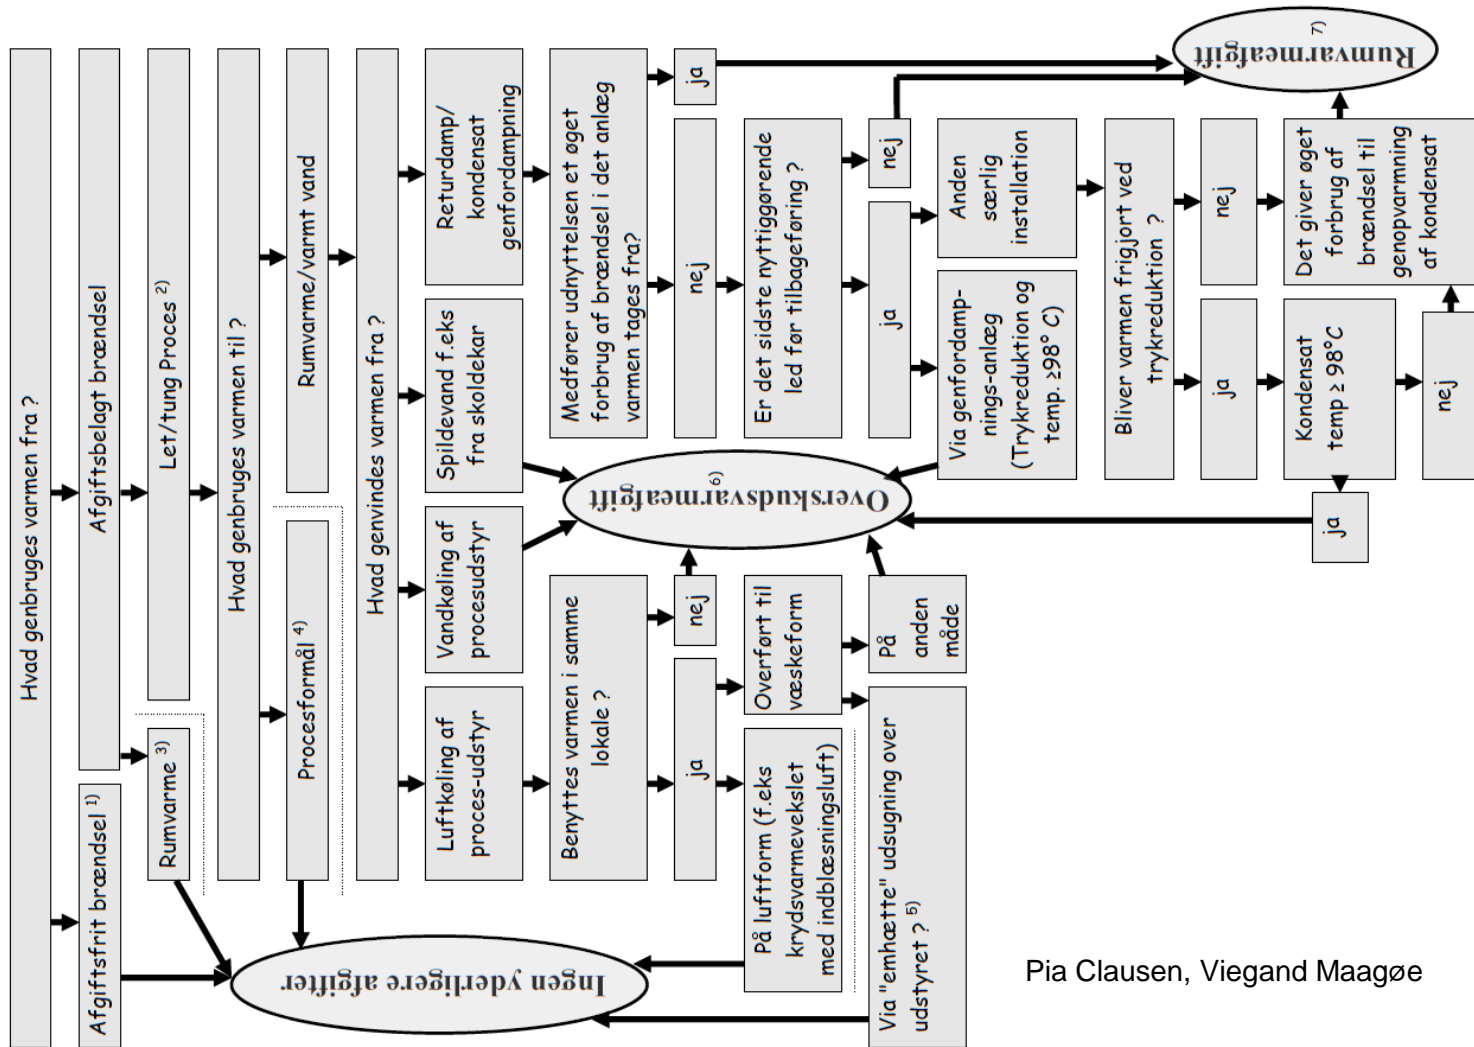 Hvad genbruges varmen fra ?
Afgiftsfrit brændsel 1)
Afgiftsbelagt brændsel
Rumvarme 3)
Let/tung Proces 2)
Hvad genbruges varmen til ?
Procesformål 4)
Rumvarme/varmt vand
Hvad genvindes varmen fra ?
Luftkøling af
proces-udstyr
Vandkøling af
procesudstyr
Spildevand f.eks
fra skoldekar
Returdamp/
kondensat
genfordampning
Benyttes varmen i samme
lokale ?
Medfører udnyttelsen et øget
forbrug af brændsel i det anlæg
varmen tages fra?
ja
nej
nej
ja
På luftform (f.eks
krydsvarmevekslet
med indblæsningsluft)
Overført til
væskeform
Er det sidste nyttiggørende
led før tilbageføring ?
ja
nej
Via "emhætte" udsugning over
udstyret ? 5)
På
anden
måde
Via genfordamp-
nings-anlæg
(Trykreduktion og
temp. ≥98° C)
Anden
særlig
installation
Bliver varmen frigjort ved
trykreduktion ?
ja
nej
Kondensat
temp ≥ 98°C
Det giver øget
forbrug af
brændsel til
genopvarmning
af kondensat
ja
nej
Ingen yderligere afgifter
Overskudsvarmeafgift
6)
Rumvarmeafgift
7)
Pia Clausen, Viegand Maagøe